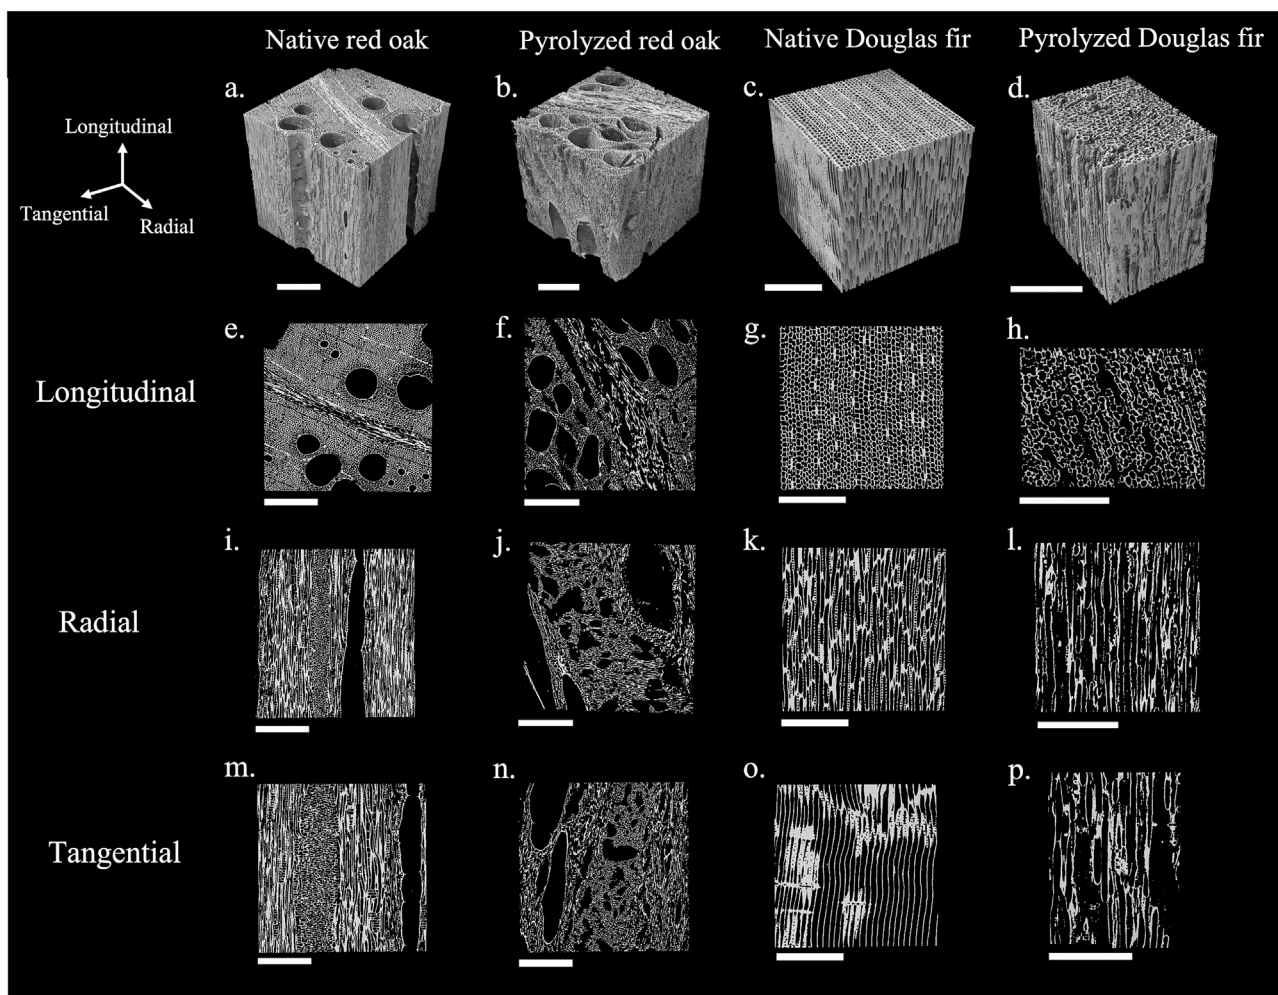 Native red oak
Pyrolyzed red oak
Native Douglas fir
Pyrolyzed Douglas fir
a.
b.
c.
d.
Longitudinal
Tangential
Radial
e.
f.
g.
h.
Longitudinal
i.
j.
k.
l.
Radial
m.
n.
o.
p.
Tangential